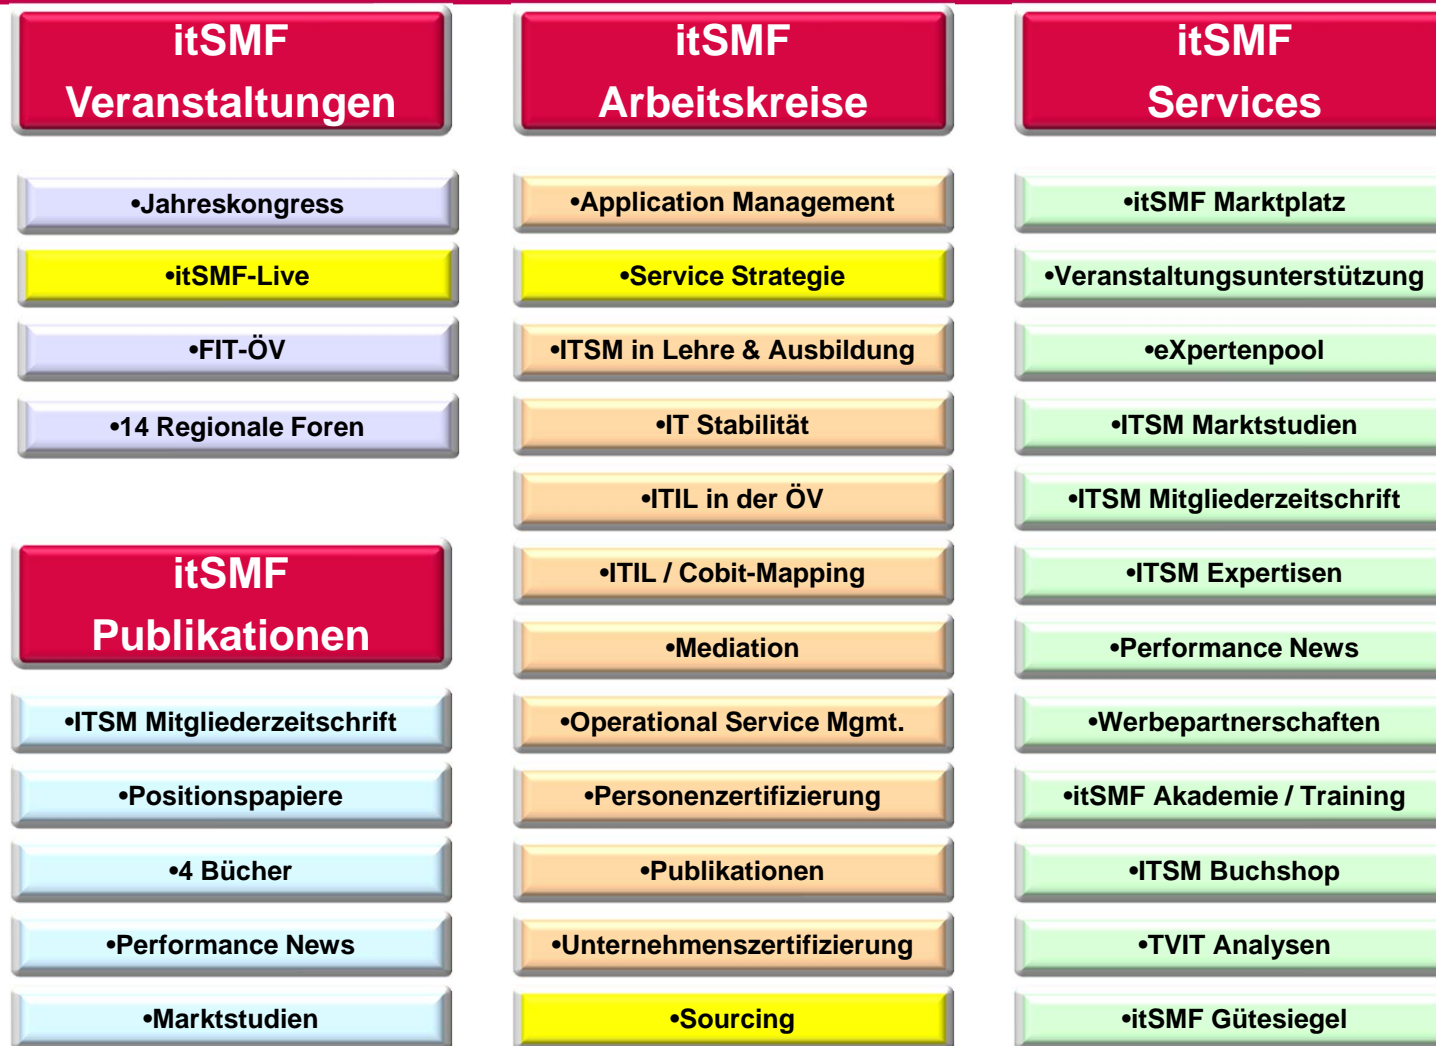 itSMF
Veranstaltungen
•Jahreskongress
•itSMF-Live
•FIT-ÖV
•14 Regionale Foren
itSMF
Publikationen
•ITSM Mitgliederzeitschrift
•Positionspapiere
•4 Bücher
•Performance News
•Marktstudien
itSMF
Arbeitskreise
•Application Management
•Service Strategie
•ITSM in Lehre & Ausbildung
•IT Stabilität
•ITIL in der ÖV
•ITIL / Cobit-Mapping
•Mediation
•Operational Service Mgmt.
•Personenzertifizierung
•Publikationen
•Unternehmenszertifizierung
•Sourcing
itSMF
Services
•itSMF Marktplatz
•Veranstaltungsunterstützung
•eXpertenpool
•ITSM Marktstudien
•ITSM Mitgliederzeitschrift
•ITSM Expertisen
•Performance News
•Werbepartnerschaften
•itSMF Akademie / Training
•ITSM Buchshop
•TVIT Analysen
•itSMF Gütesiegel